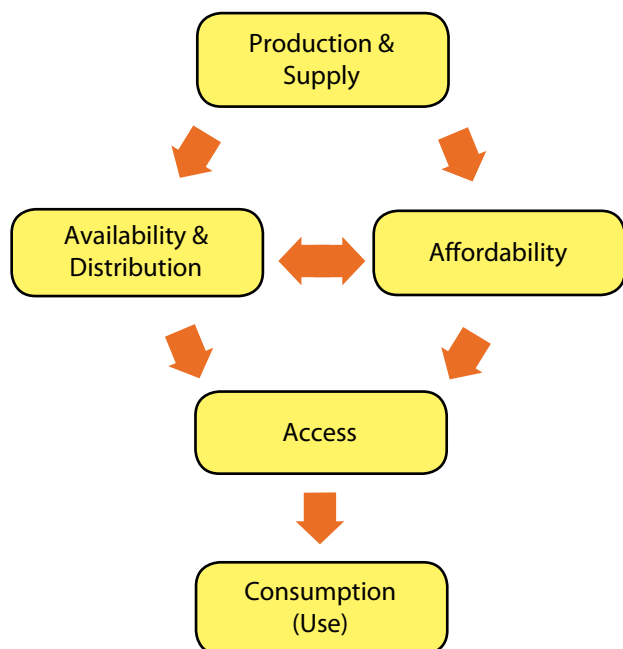 Production &
Supply
Availability &
Distribution
Affordability
Access
Consumption
(Use)